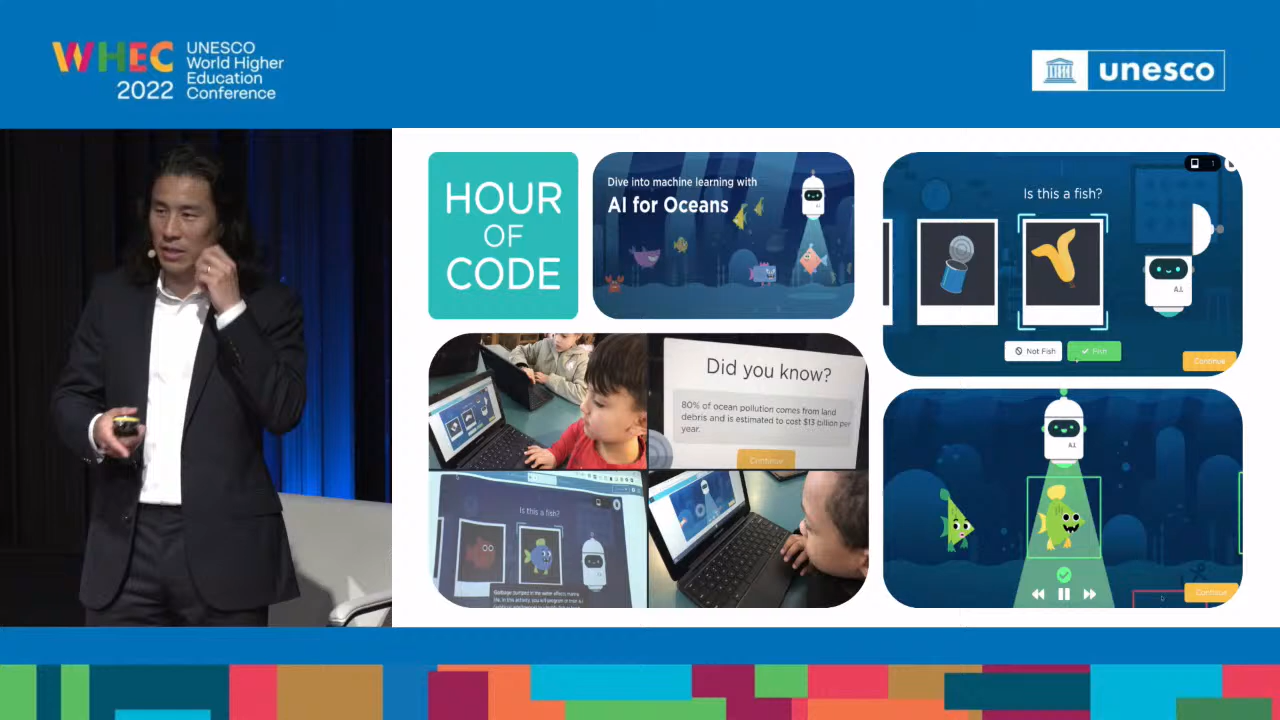 WHEC
2022
UNESCO
World Higher
Education
Conference
unesco
HOUR
OF
CODE
Dive into machine learning with
AI for Oceans
A.I.
Is this a fish?
A.I.
Not Fish
Fish
Continue
Did you know?
80% of ocean pollution comes from land
debris and is estimated to cost $13 billion per
year.
Continue
Is this a fish?
A.I.
Continue